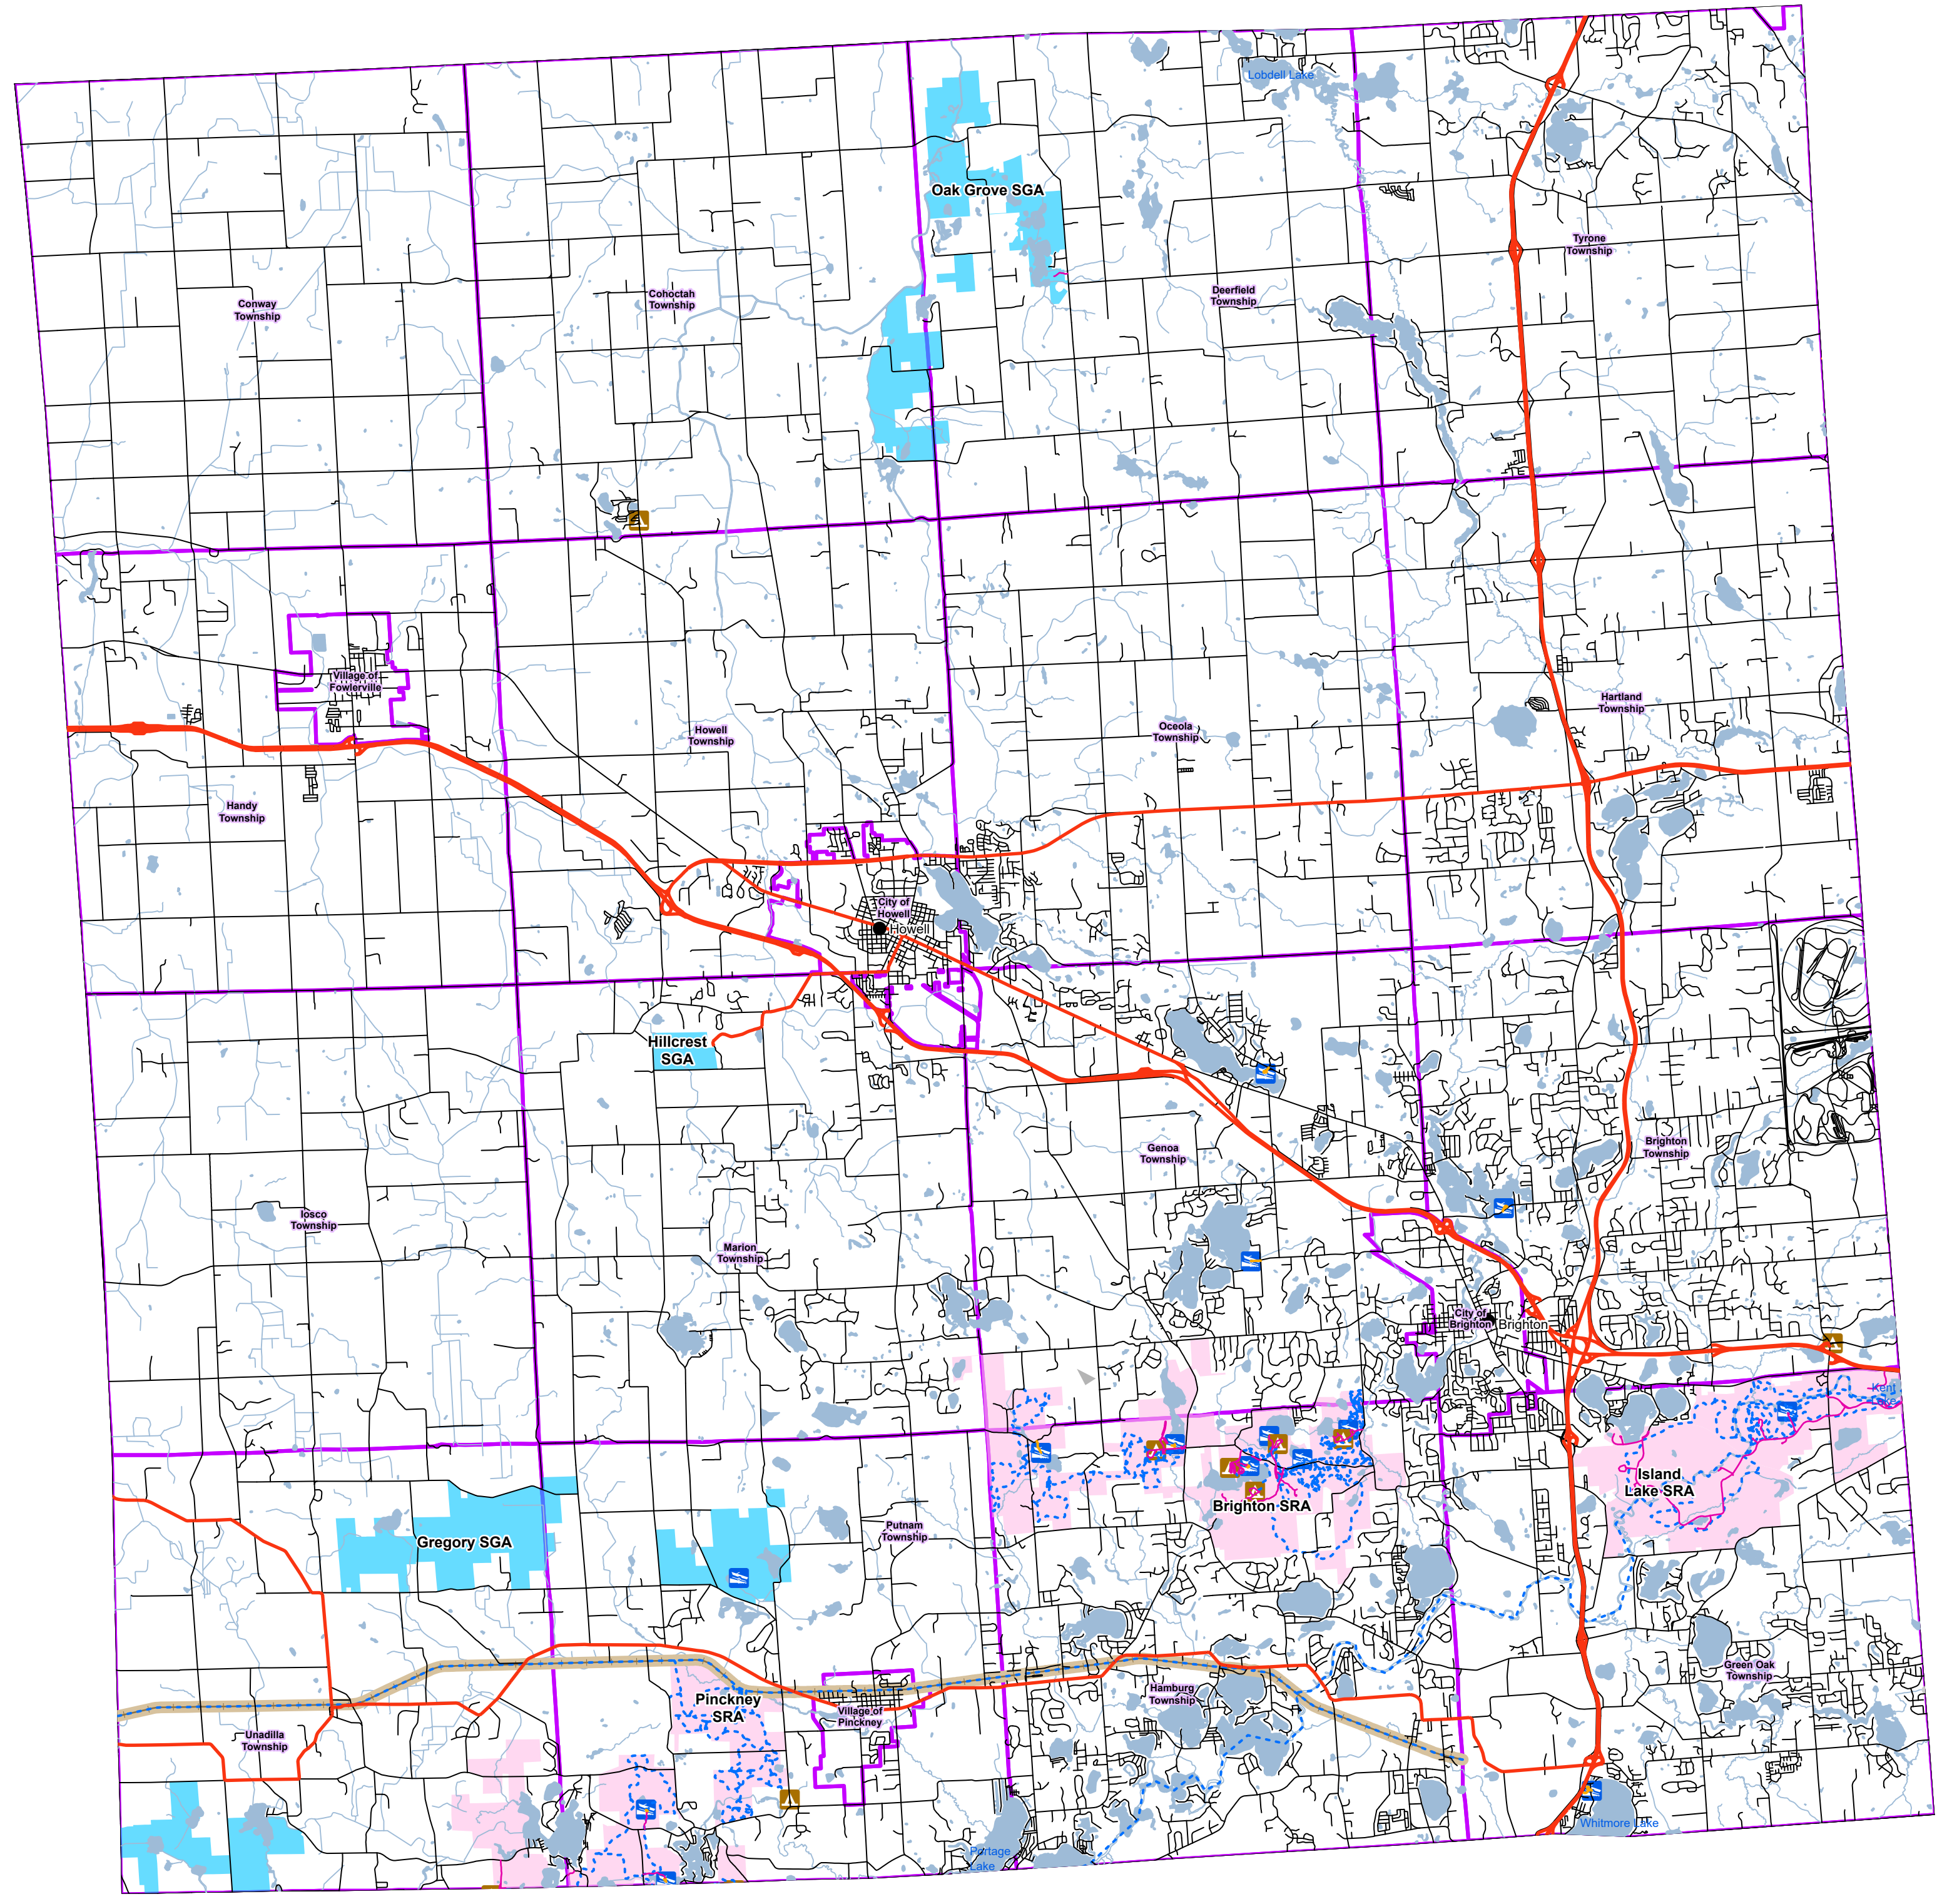 Lobdell Lake
Oak Grove SGA
Tyrone
Township
Conway
Township
Cohoctah
Township
Deerfield
Township
Village of
Fowlerville
Howell
Township
Oceola
Township
Hartland
Township
Handy
Township
City of
Howell
Howell
Hillcrest
SGA
Genoa
Township
Brighton
Township
Iosco
Township
Marion
Township
City of
Brighton
Brighton
Kent
Lake
Island
Lake SRA
Brighton SRA
Gregory SGA
Putnam
Township
Green Oak
Township
Pinckney
SRA
Hamburg
Township
Village of
Pinckney
Unadilla
Township
Whitmore Lake
Portage
Lake